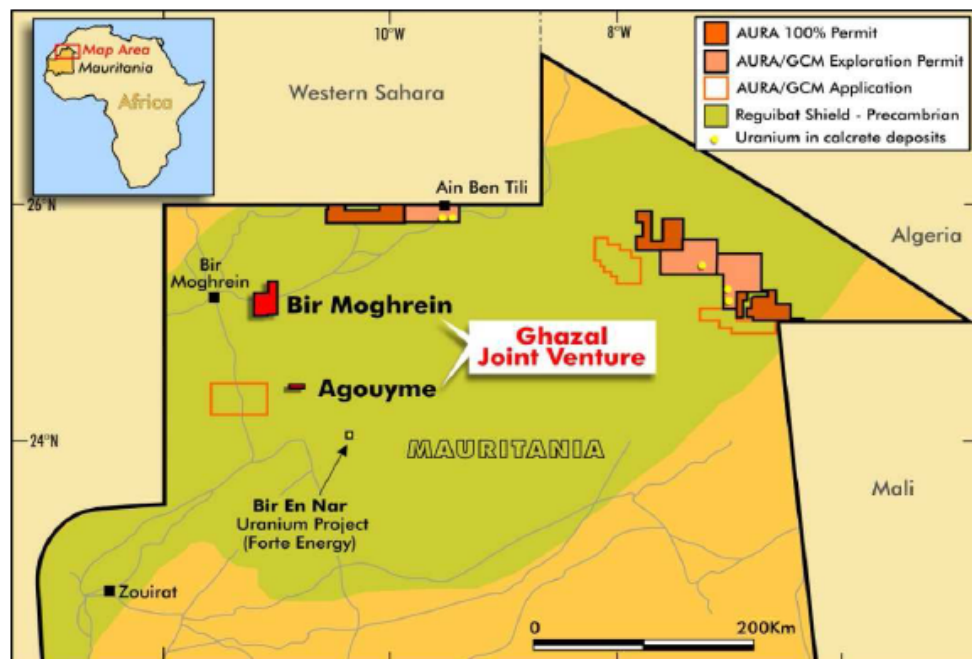 Map Area
Mauritania
Africa
10°W
8°W
AURA 100% Permit
AURA/GCM Exploration Permit
AURA/GCM Application
Reguibat Shield - Precambrian
Uranium in calcrete deposits
Western Sahara
Ain Ben Tili
26°N
Algeria
Bir
Moghrein
Bir Moghrein
Ghazal
Joint Venture
Agouyme
24°N
MAURITANIA
Mali
Bir En Nar
Uranium Project
(Forte Energy)
Zouirat
0
200Km